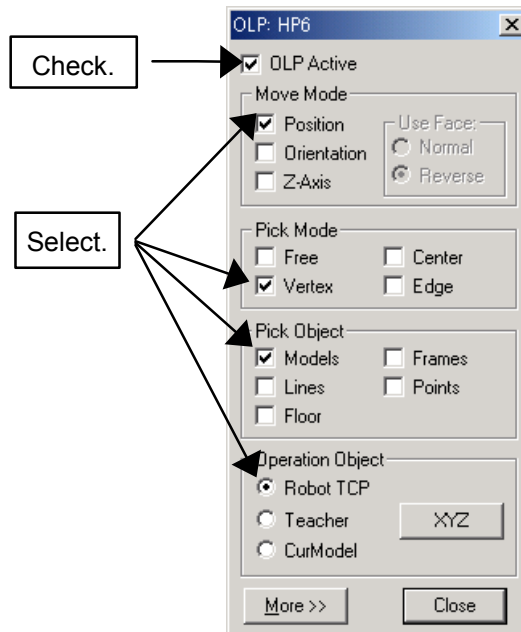 OLP: HP6
Check.
OLP Active
Move Mode
Position
Use Face:
Orientation
Normal
Z-Axis
Reverse
Select.
Pick Mode
Free
Center
Vertex
Edge
Pick Object
Models
Frames
Lines
Points
Floor
Operation Object
Robot TCP
Teacher
XYZ
CurModel
More >>
Close